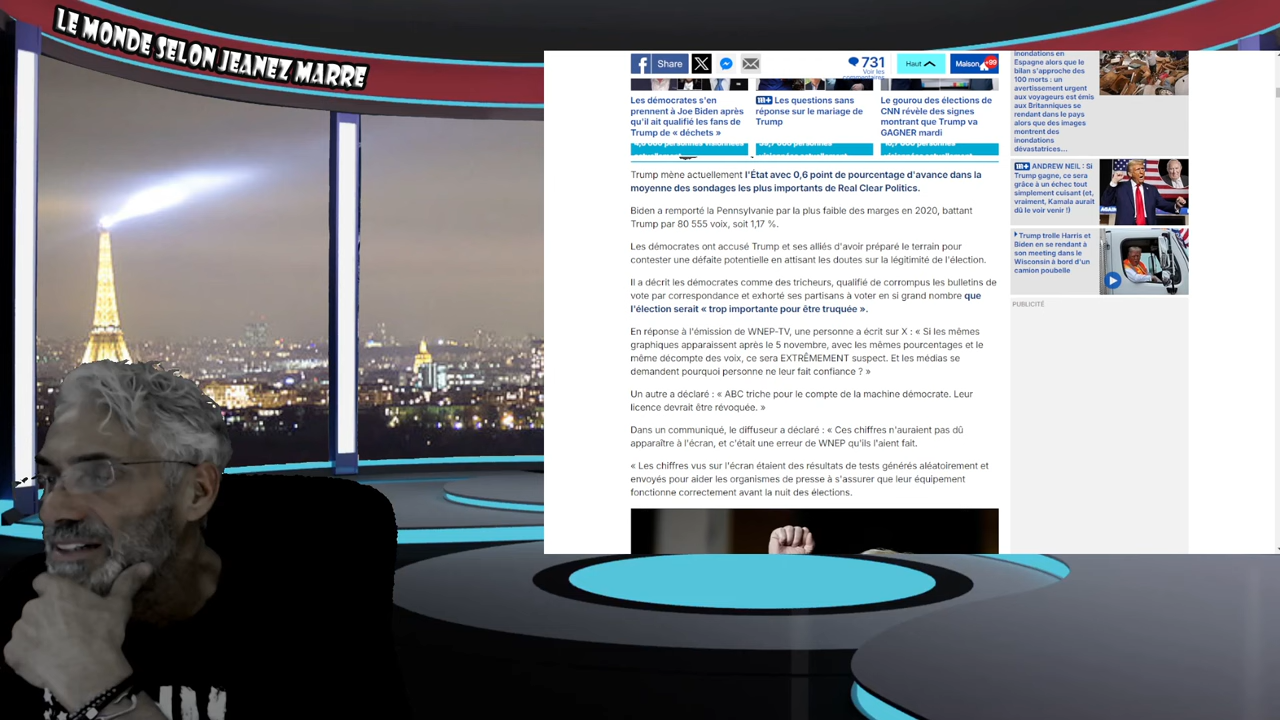 LE MONDE SELON JEANEZ MARRE
Share
731
Voir les
commentaires
Haut
Maison
+99
Les démocrates s'en
prennent à Joe Biden après
qu'il ait qualifié les fans de
Trump de « déchets »
Les questions sans
réponse sur le mariage de
Trump
Le gourou des élections de
CNN révèle des signes
montrant que Trump va
GAGNER mardi
Trump mène actuellement l'État avec 0,6 point de pourcentage d'avance dans la
moyenne des sondages les plus importants de Real Clear Politics.
Biden a remporté la Pennsylvanie par la plus faible des marges en 2020, battant
Trump par 80 555 voix, soit 1,17 %.
Les démocrates ont accusé Trump et ses alliés d'avoir préparé le terrain pour
contester une défaite potentielle en attisant les doutes sur la légitimité de l'élection.
Il a décrit les démocrates comme des tricheurs, qualifié de corrompus les bulletins de
vote par correspondance et exhorté ses partisans à voter en si grand nombre que
l'élection serait « trop importante pour être truquée ».
En réponse à l'émission de WNEP-TV, une personne a écrit sur X : « Si les mêmes
graphiques apparaissent après le 5 novembre, avec les mêmes pourcentages et le
même décompte des voix, ce sera EXTRÊMEMENT suspect. Et les médias se
demandent pourquoi personne ne leur fait confiance ? »
Un autre a déclaré : « ABC triche pour le compte de la machine démocrate. Leur
licence devrait être révoquée. »
Dans un communiqué, le diffuseur a déclaré : « Ces chiffres n'auraient pas dû
apparaître à l'écran, et c'était une erreur de WNEP qu'ils l'aient fait.
« Les chiffres vus sur l'écran étaient des résultats de tests générés aléatoirement et
envoyés pour aider les organismes de presse à s'assurer que leur équipement
fonctionne correctement avant la nuit des élections.
inondations en
Espagne alors que le
bilan s'approche des
100 morts : un
avertissement urgent
aux voyageurs est émis
aux Britanniques se
rendant dans le pays
alors que des images
montrent des
inondations
dévastatrices...
ANDREW NEIL : Si
Trump gagne, ce sera
grâce à un échec tout
simplement cuisant (et,
vraiment, Kamala aurait
dû le voir venir !)
Trump trolle Harris et
Biden en se rendant à
son meeting dans le
Wisconsin à bord d'un
camion poubelle
PUBLICITÉ